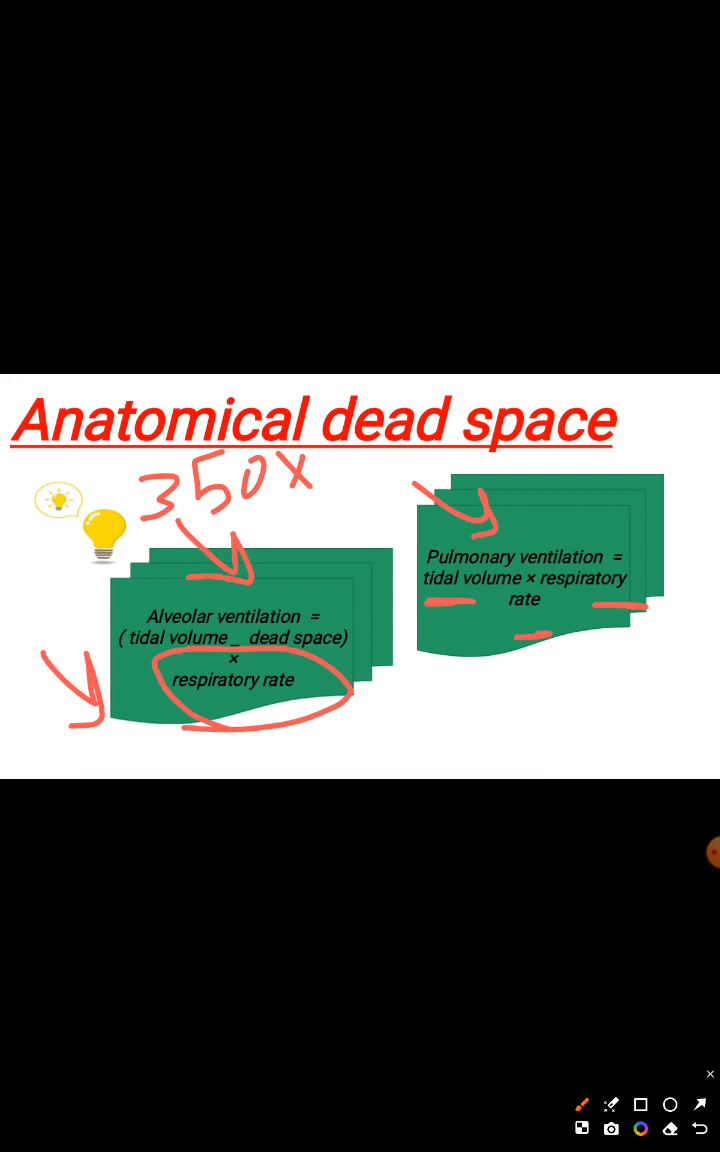 Anatomical dead space
350x
Alveolar ventilation =
( tidal volume _ dead space)
×
respiratory rate
Pulmonary ventilation =
tidal volume × respiratory
rate